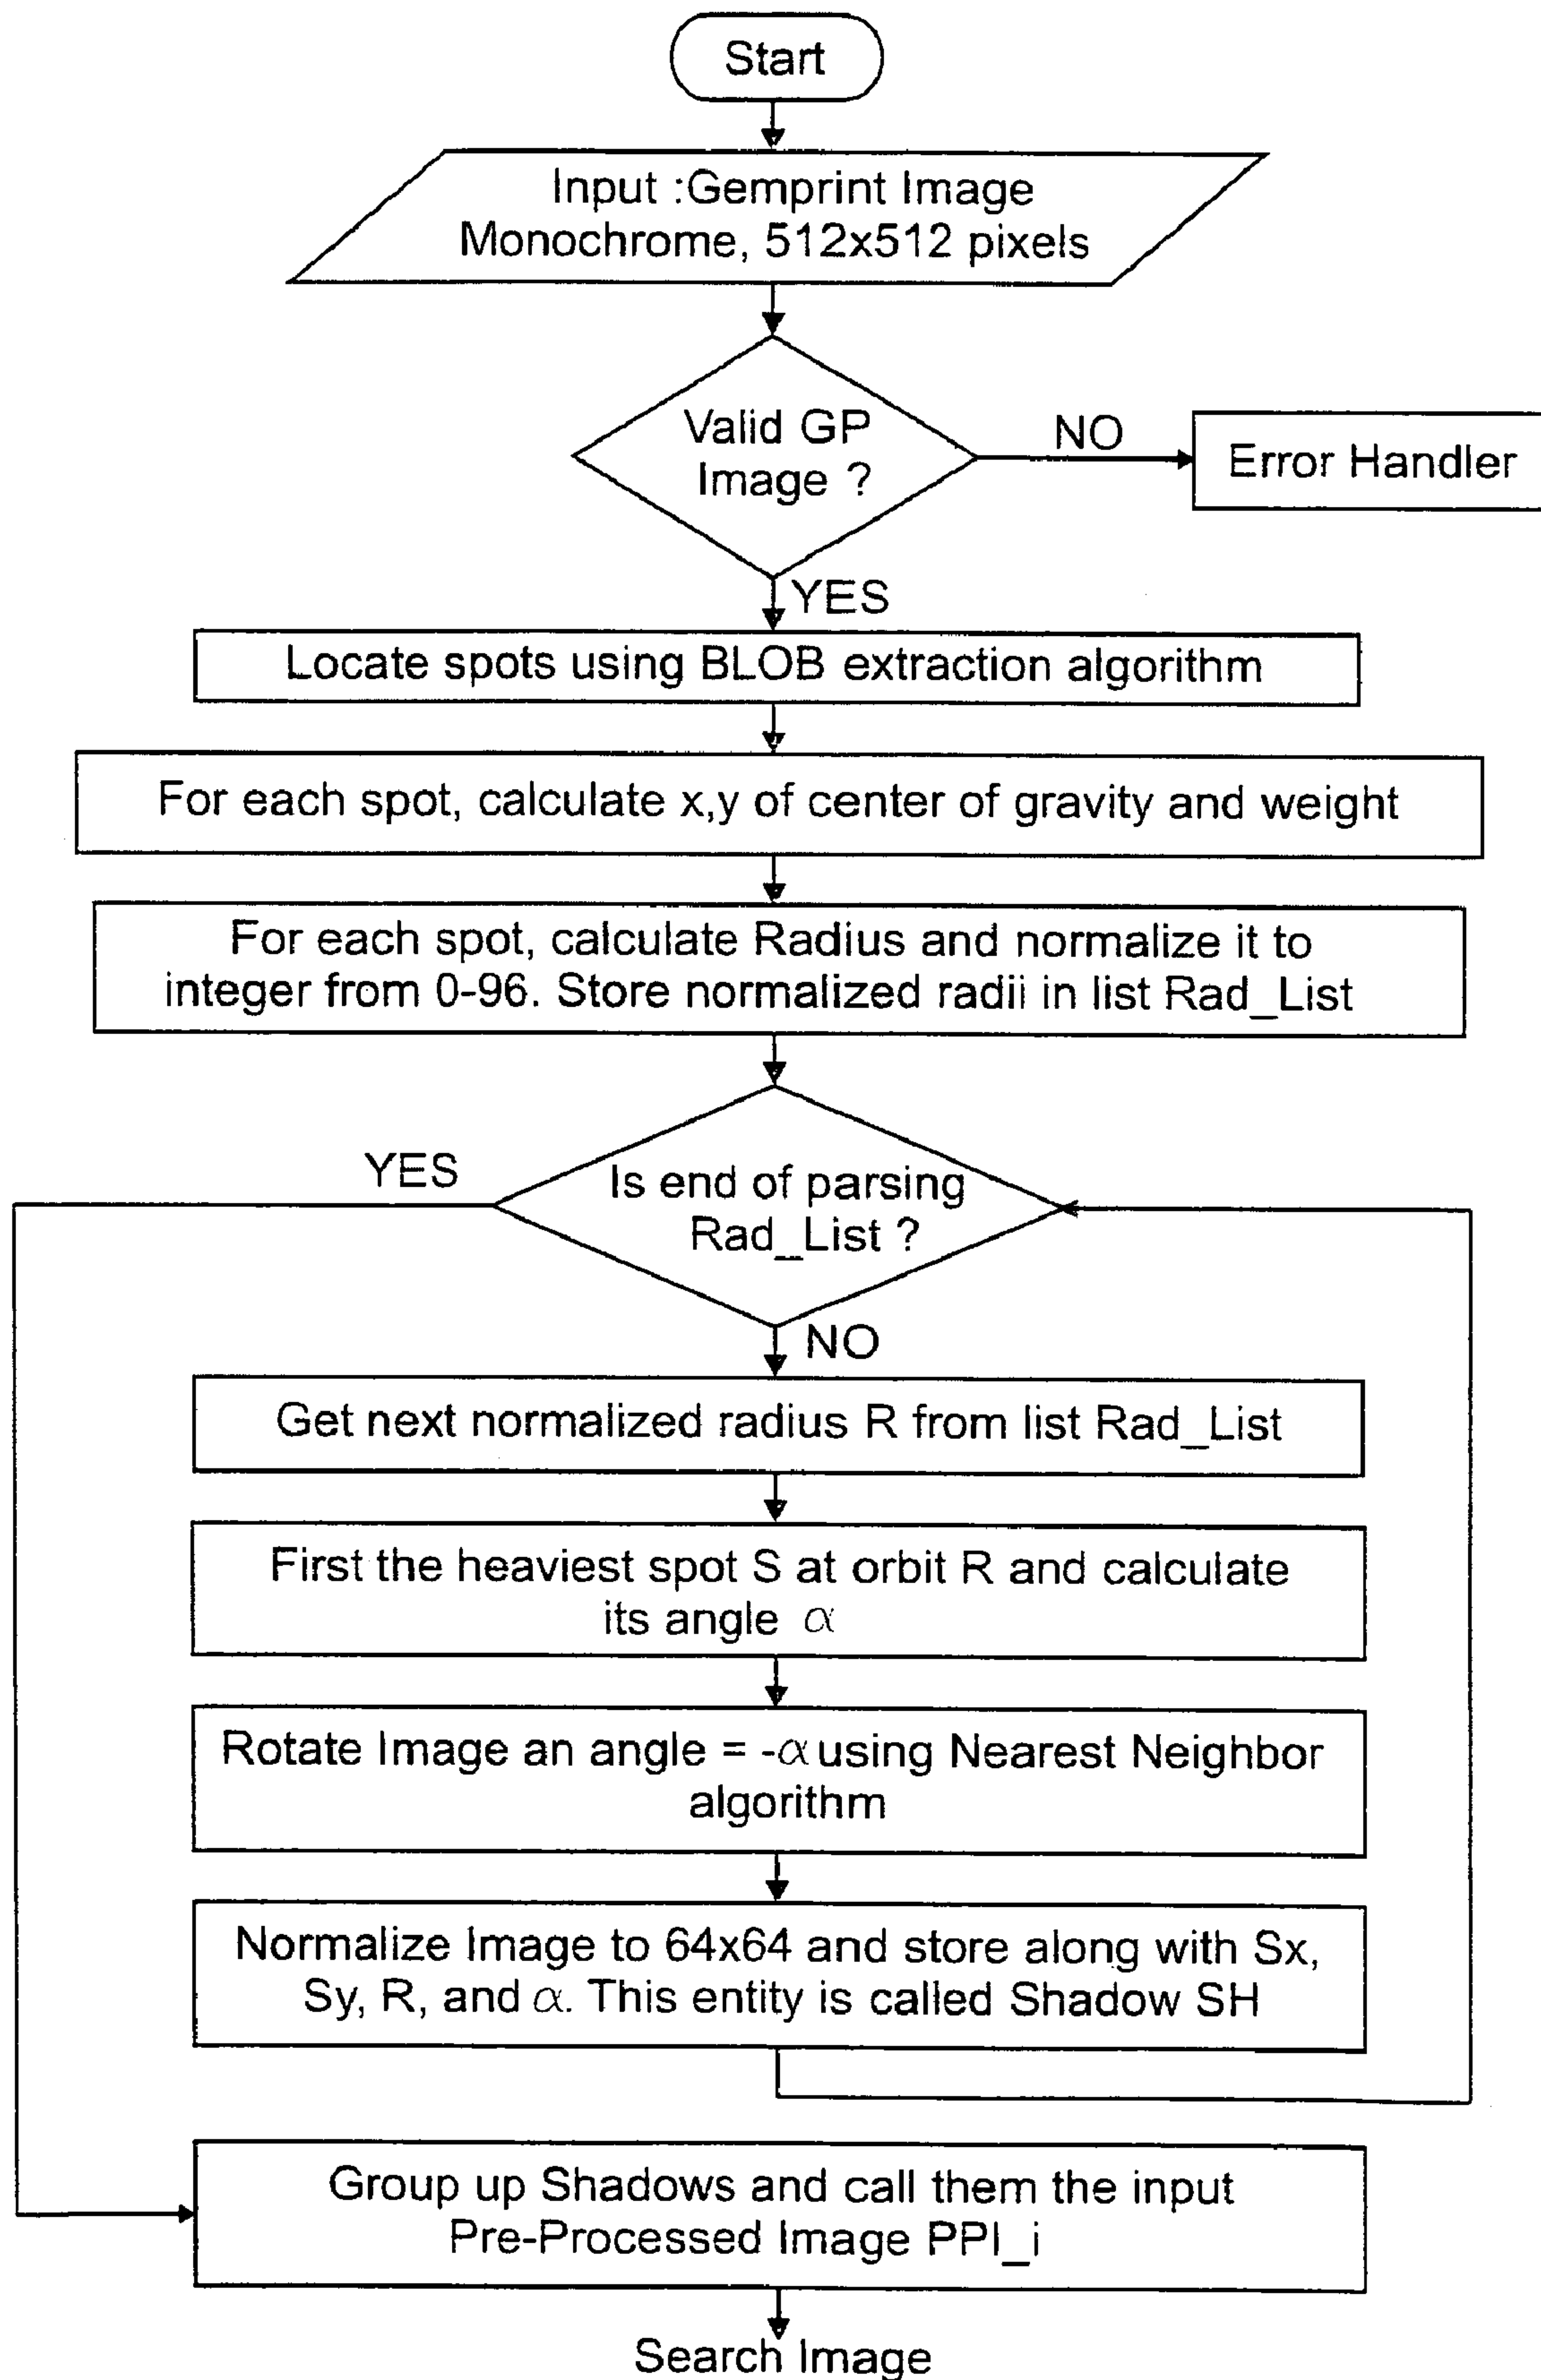 Start
Input :Gemprint Image
Monochrome, 512x512 pixels
Valid GP
Image ?
NO
Error Handler
YES
Locate spots using BLOB extraction algorithm
For each spot, calculate x,y of center of gravity and weight
For each spot, calculate Radius and normalize it to
integer from 0-96. Store normalized radii in list Rad_List
YES
Is end of parsing
Rad_List ?
NO
Get next normalized radius R from list Rad_List
First the heaviest spot S at orbit R and calculate
its angle α
Rotate Image an angle = -α using Nearest Neighbor
algorithm
Normalize Image to 64x64 and store along with Sx,
Sy, R, and α. This entity is called Shadow SH
Group up Shadows and call them the input
Pre-Processed Image PPI_i
Search Image